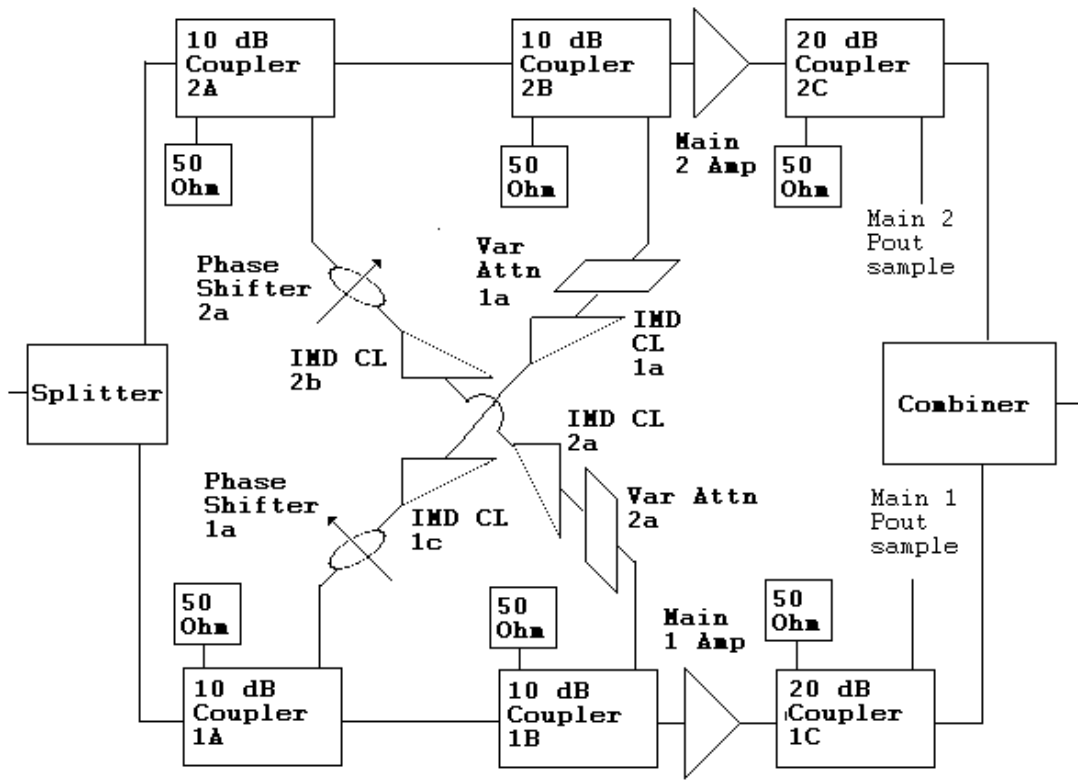 10 dB
Coupler
2A
10 dB
Coupler
2B
20 dB
Coupler
2C
50
Ohm
50
Ohm
Main
2 Amp
50
Ohm
Main 2
Pout
sample
Phase
Shifter
2a
Var
Attn
1a
IMD CL
2b
IMD
CL
1a
Splitter
Combiner
IMD CL
2a
Phase
Shifter
1a
IMD CL
1c
Var Attn
2a
Main 1
Pout
sample
50
Ohm
50
Ohm
Main
1 Amp
50
Ohm
10 dB
Coupler
1A
10 dB
Coupler
1B
20 dB
Coupler
1C